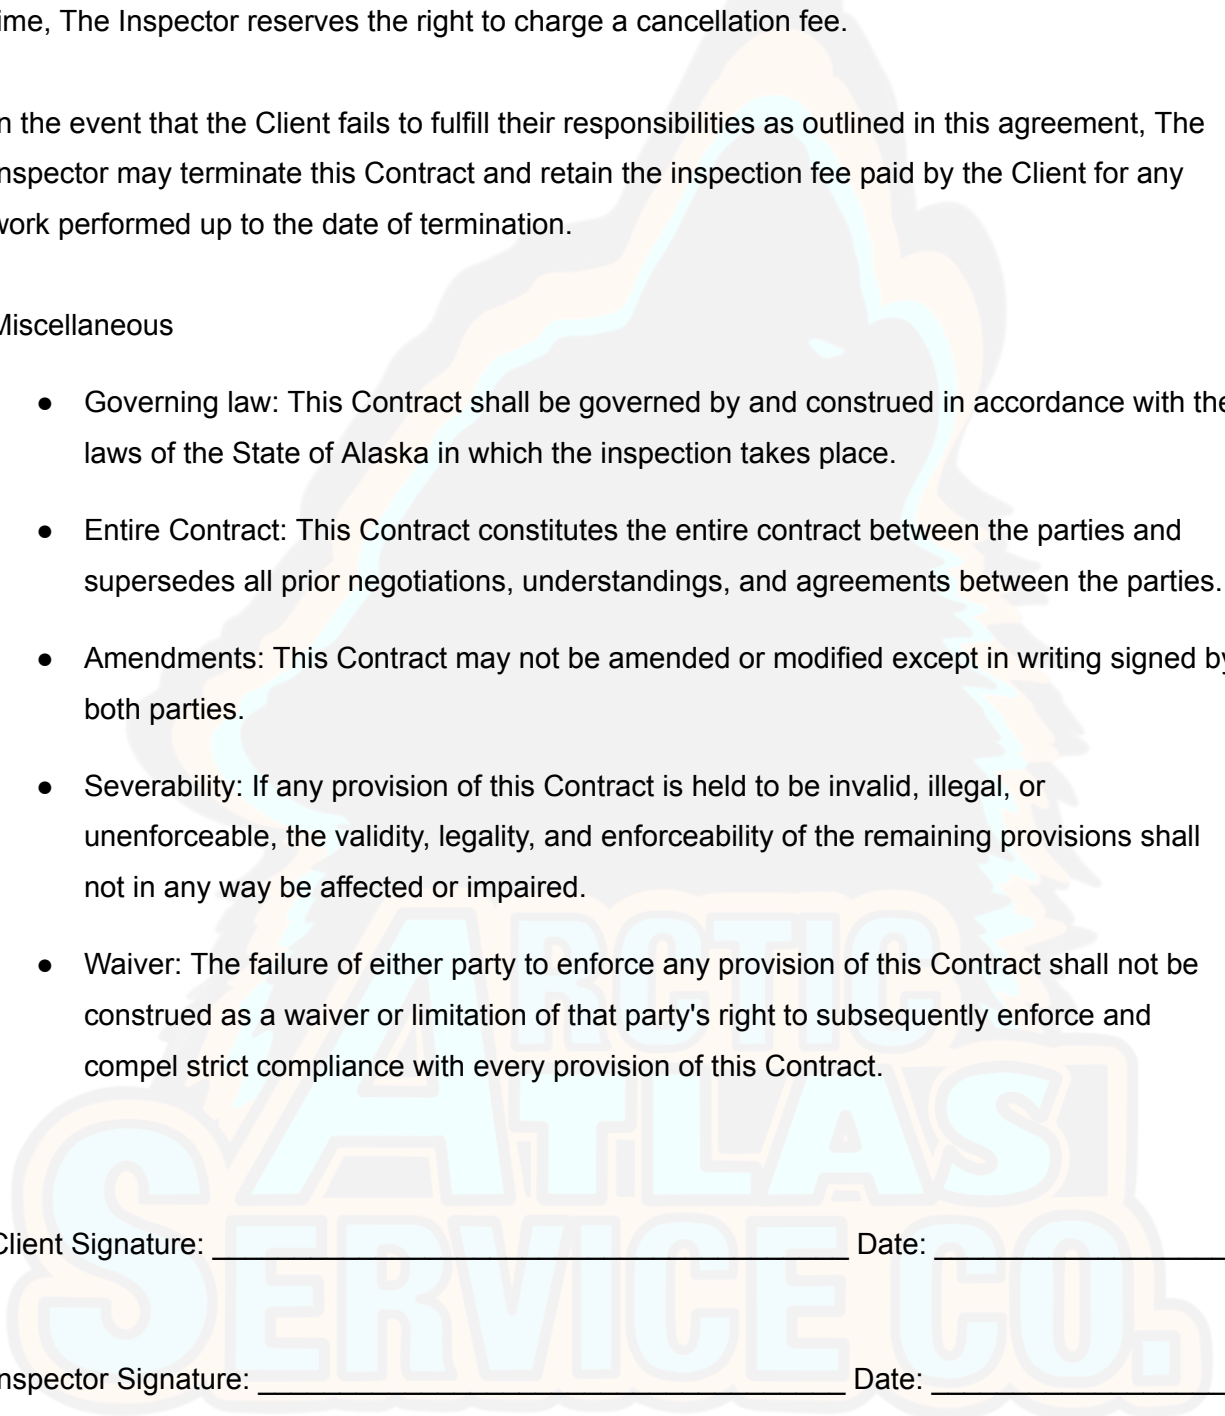 ime, The Inspector reserves the right to charge a cancellation fee.
n the event that the Client fails to fulfill their responsibilities as outlined in this agreement, The
nspector may terminate this Contract and retain the inspection fee paid by the Client for any
work performed up to the date of termination.
Miscellaneous
● Governing law: This Contract shall be governed by and construed in accordance with the
laws of the State of Alaska in which the inspection takes place.
● Entire Contract: This Contract constitutes the entire contract between the parties and
supersedes all prior negotiations, understandings, and agreements between the parties.
● Amendments: This Contract may not be amended or modified except in writing signed by
both parties.
● Severability: If any provision of this Contract is held to be invalid, illegal, or
unenforceable, the validity, legality, and enforceability of the remaining provisions shall
not in any way be affected or impaired.
● Waiver: The failure of either party to enforce any provision of this Contract shall not be
construed as a waiver or limitation of that party's right to subsequently enforce and
compel strict compliance with every provision of this Contract.
ARCTIC
ATLAS
SERVICE CO.
Client Signature: ________________________________________ Date: __________________
nspector Signature: _____________________________________ Date: __________________